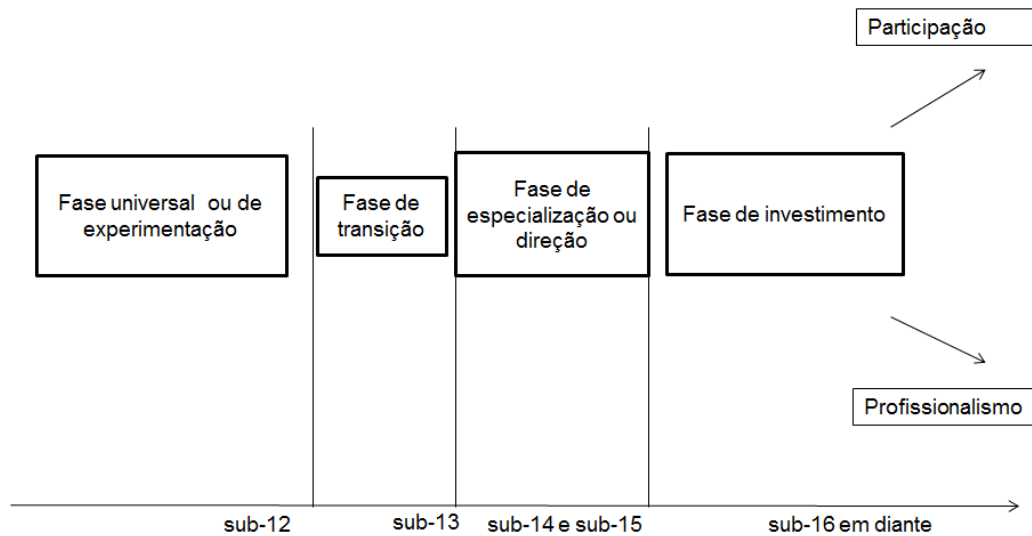 Participação
Fase universal ou de
experimentação
Fase de
transição
Fase de
especialização ou
direção
Fase de investimento
Profissionalismo
sub-12
sub-13
sub-14 e sub-15
sub-16 em diante